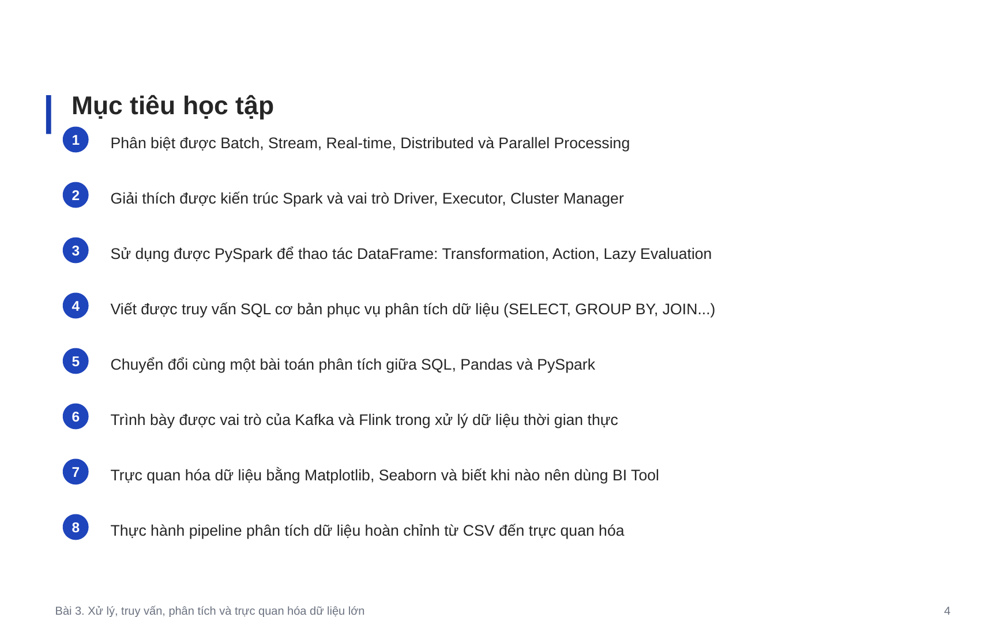 Mục tiêu học tập
1 Phân biệt được Batch, Stream, Real-time, Distributed và Parallel Processing
2 Giải thích được kiến trúc Spark và vai trò Driver, Executor, Cluster Manager
3 Sử dụng được PySpark để thao tác DataFrame: Transformation, Action, Lazy Evaluation
4 Viết được truy vấn SQL cơ bản phục vụ phân tích dữ liệu (SELECT, GROUP BY, JOIN...)
5 Chuyển đổi cùng một bài toán phân tích giữa SQL, Pandas và PySpark
6 Trình bày được vai trò của Kafka và Flink trong xử lý dữ liệu thời gian thực
7 Trực quan hóa dữ liệu bằng Matplotlib, Seaborn và biết khi nào nên dùng BI Tool
8 Thực hành pipeline phân tích dữ liệu hoàn chỉnh từ CSV đến trực quan hóa
Bài 3. Xử lý, truy vấn, phân tích và trực quan hóa dữ liệu lớn 4